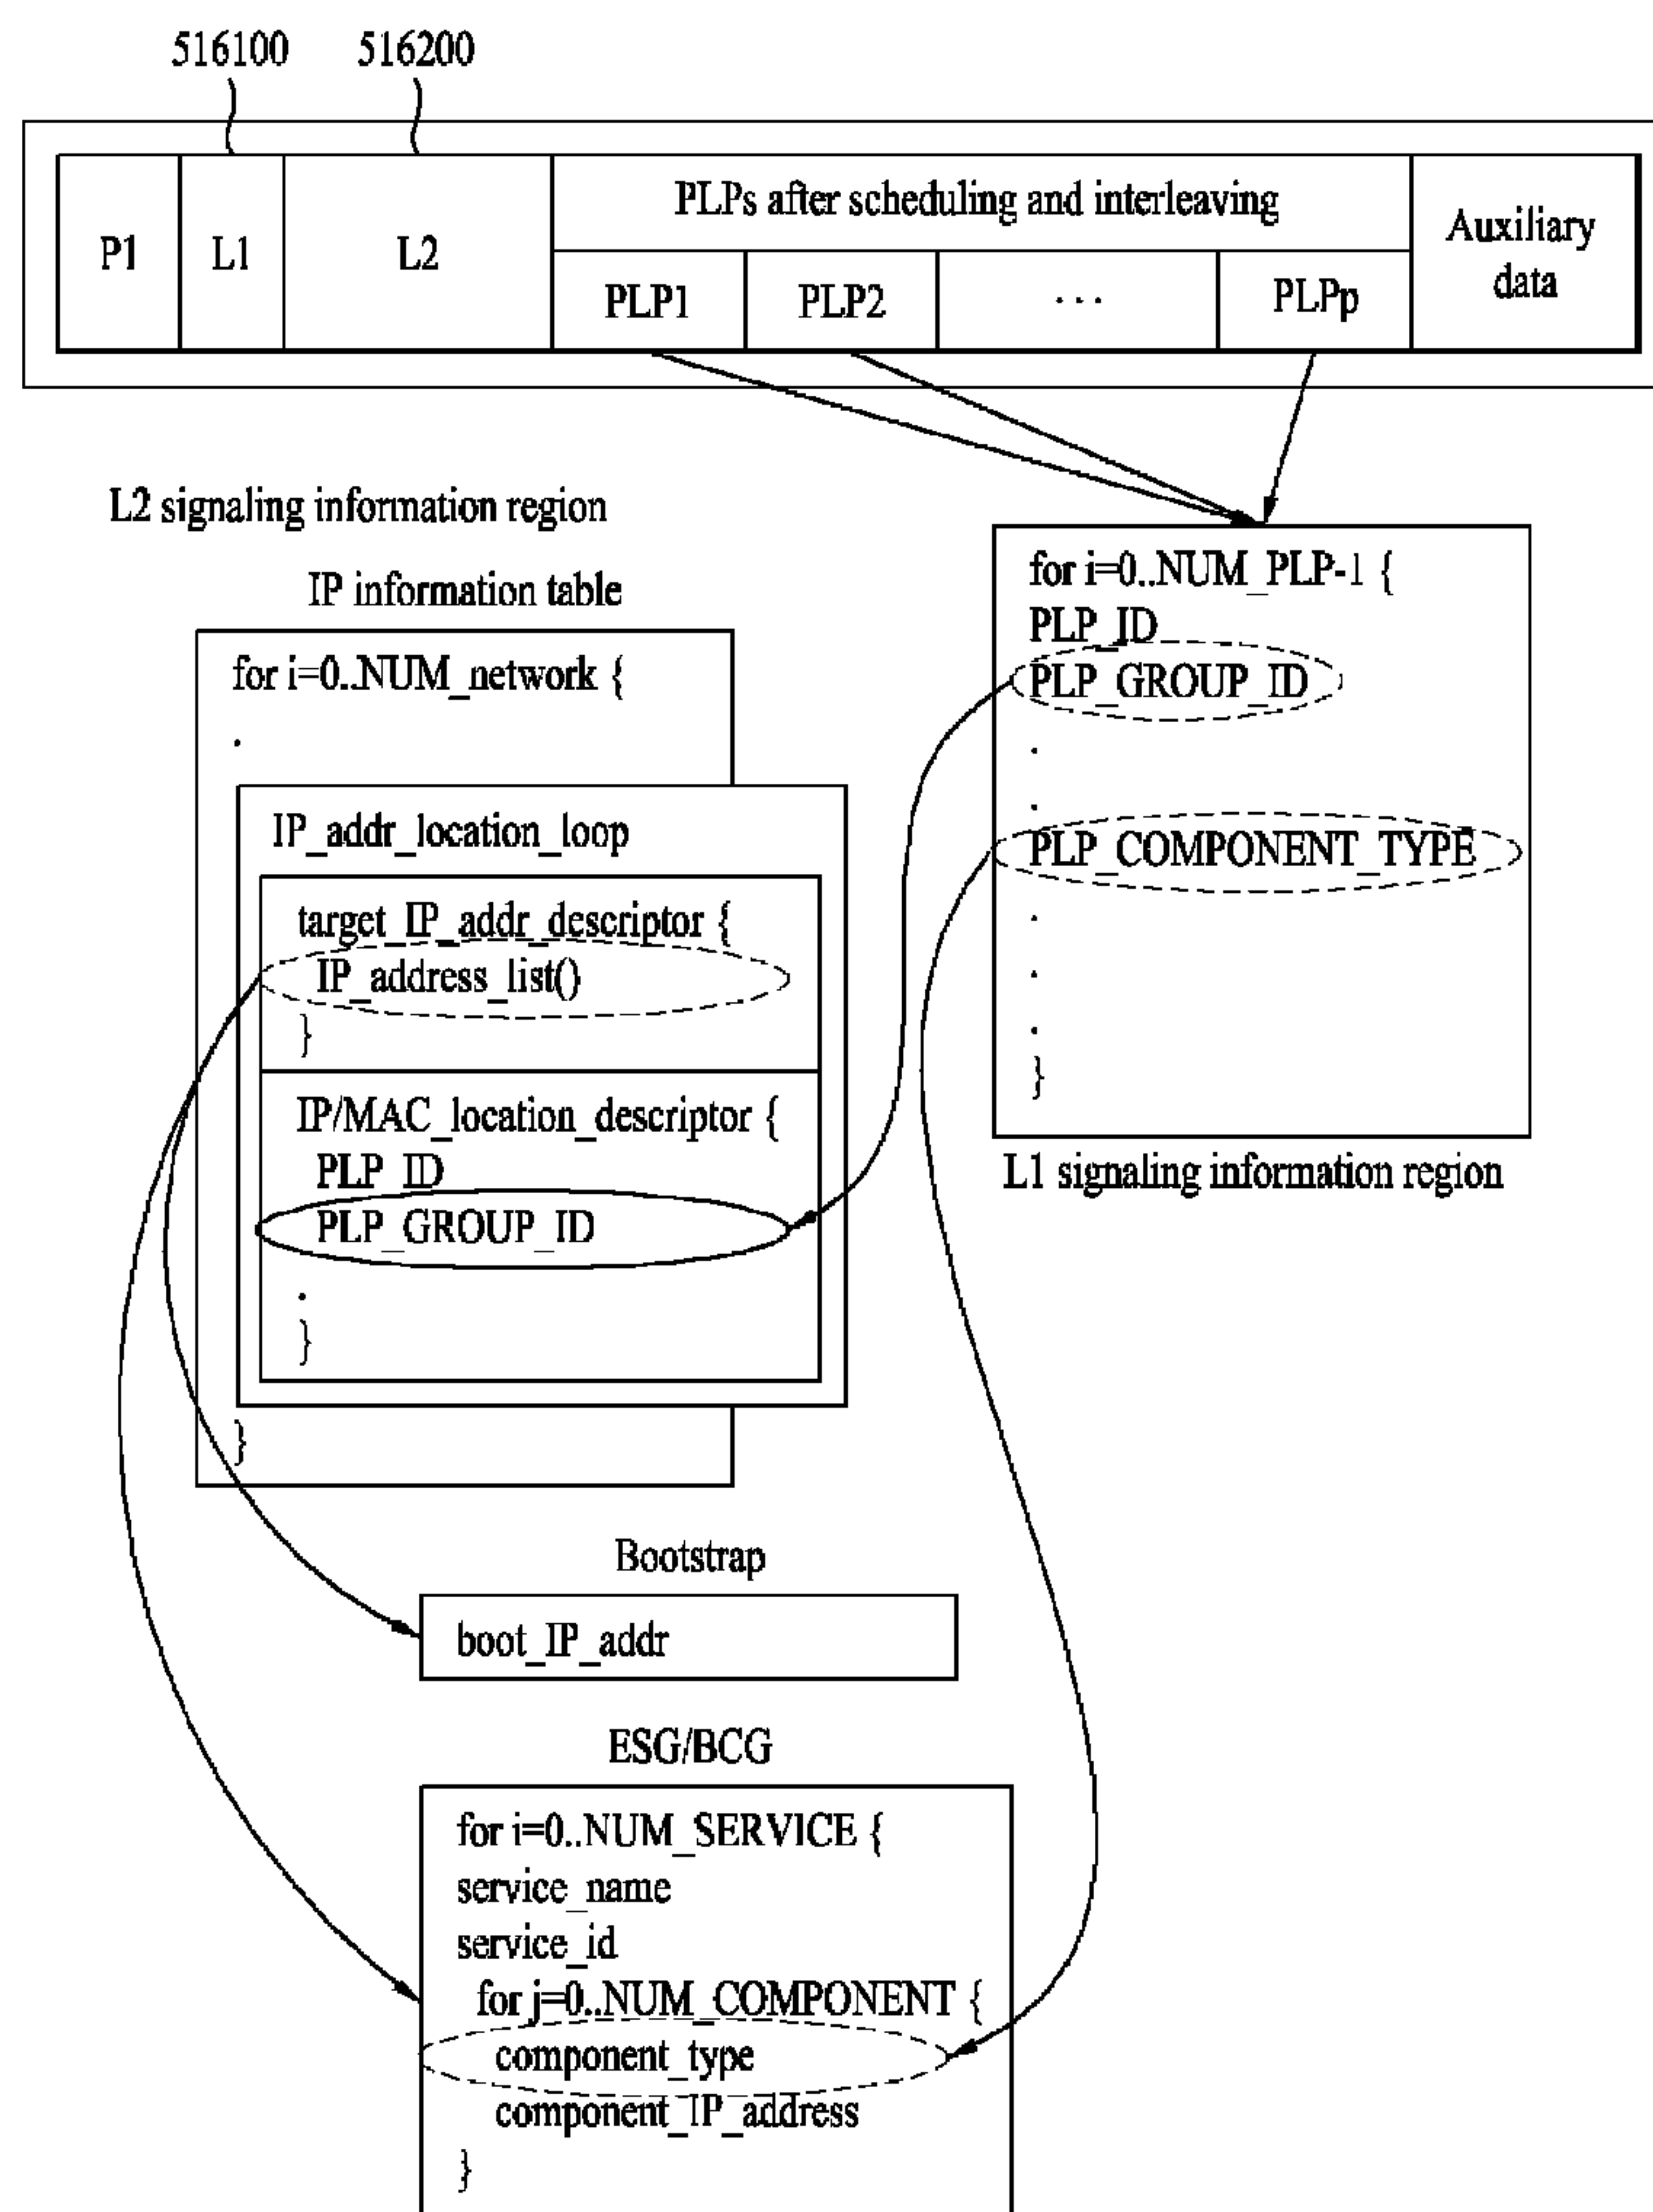 516100
516200
P1
L1
L2
PLPs after scheduling and interleaving
PLP1
PLP2
...
PLPp
Auxiliary
data
L2 signaling information region
IP information table
for i=0..NUM_network {
.
IP_addr_location_loop
target_IP_addr_descriptor {
IP_address_list()
}
IP/MAC_location_descriptor {
PLP_ID
PLP_GROUP_ID
.
}
}
for i=0..NUM_PLP-1 {
PLP_ID
PLP_GROUP_ID
.
.
PLP_COMPONENT_TYPE
.
.
.
}
L1 signaling information region
Bootstrap
boot_IP_addr
ESG/BCG
for i=0..NUM_SERVICE {
service_name
service_id
for j=0..NUM_COMPONENT {
component_type
component_IP_address
}